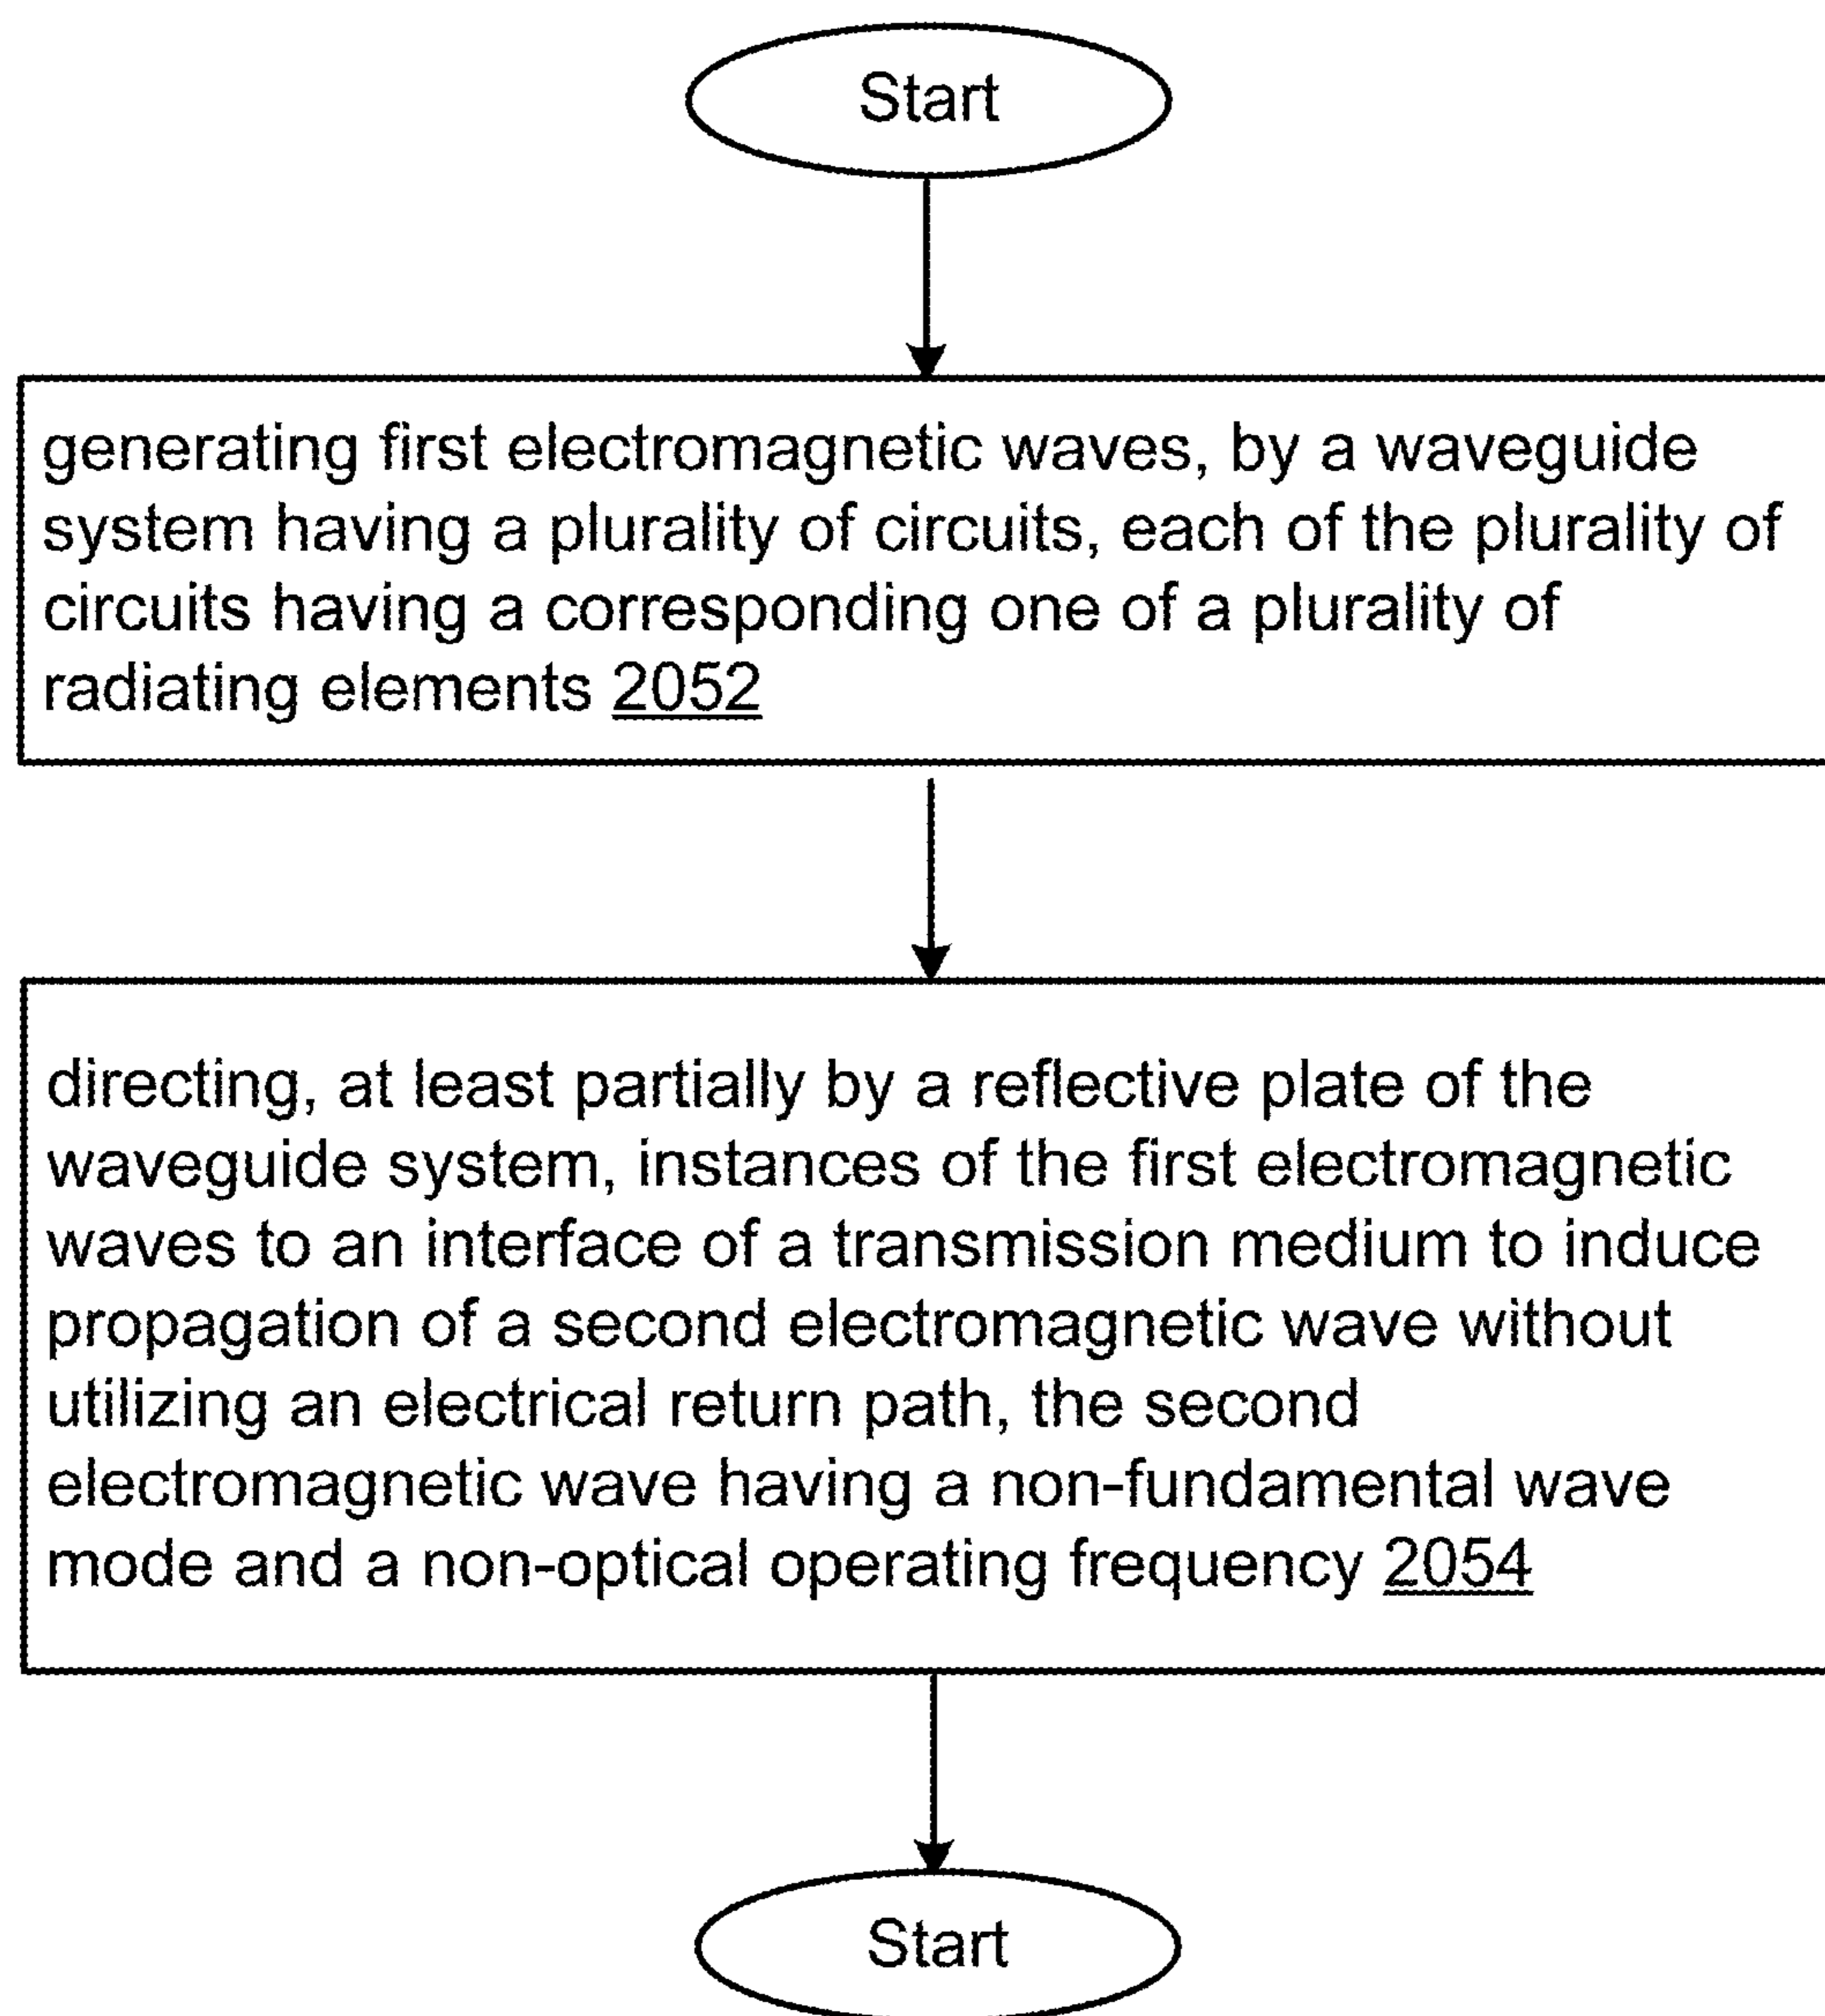 Start
generating first electromagnetic waves, by a waveguide
system having a plurality of circuits, each of the plurality of
circuits having a corresponding one of a plurality of
radiating elements 2052
directing, at least partially by a reflective plate of the
waveguide system, instances of the first electromagnetic
waves to an interface of a transmission medium to induce
propagation of a second electromagnetic wave without
utilizing an electrical return path, the second
electromagnetic wave having a non-fundamental wave
mode and a non-optical operating frequency 2054
Start